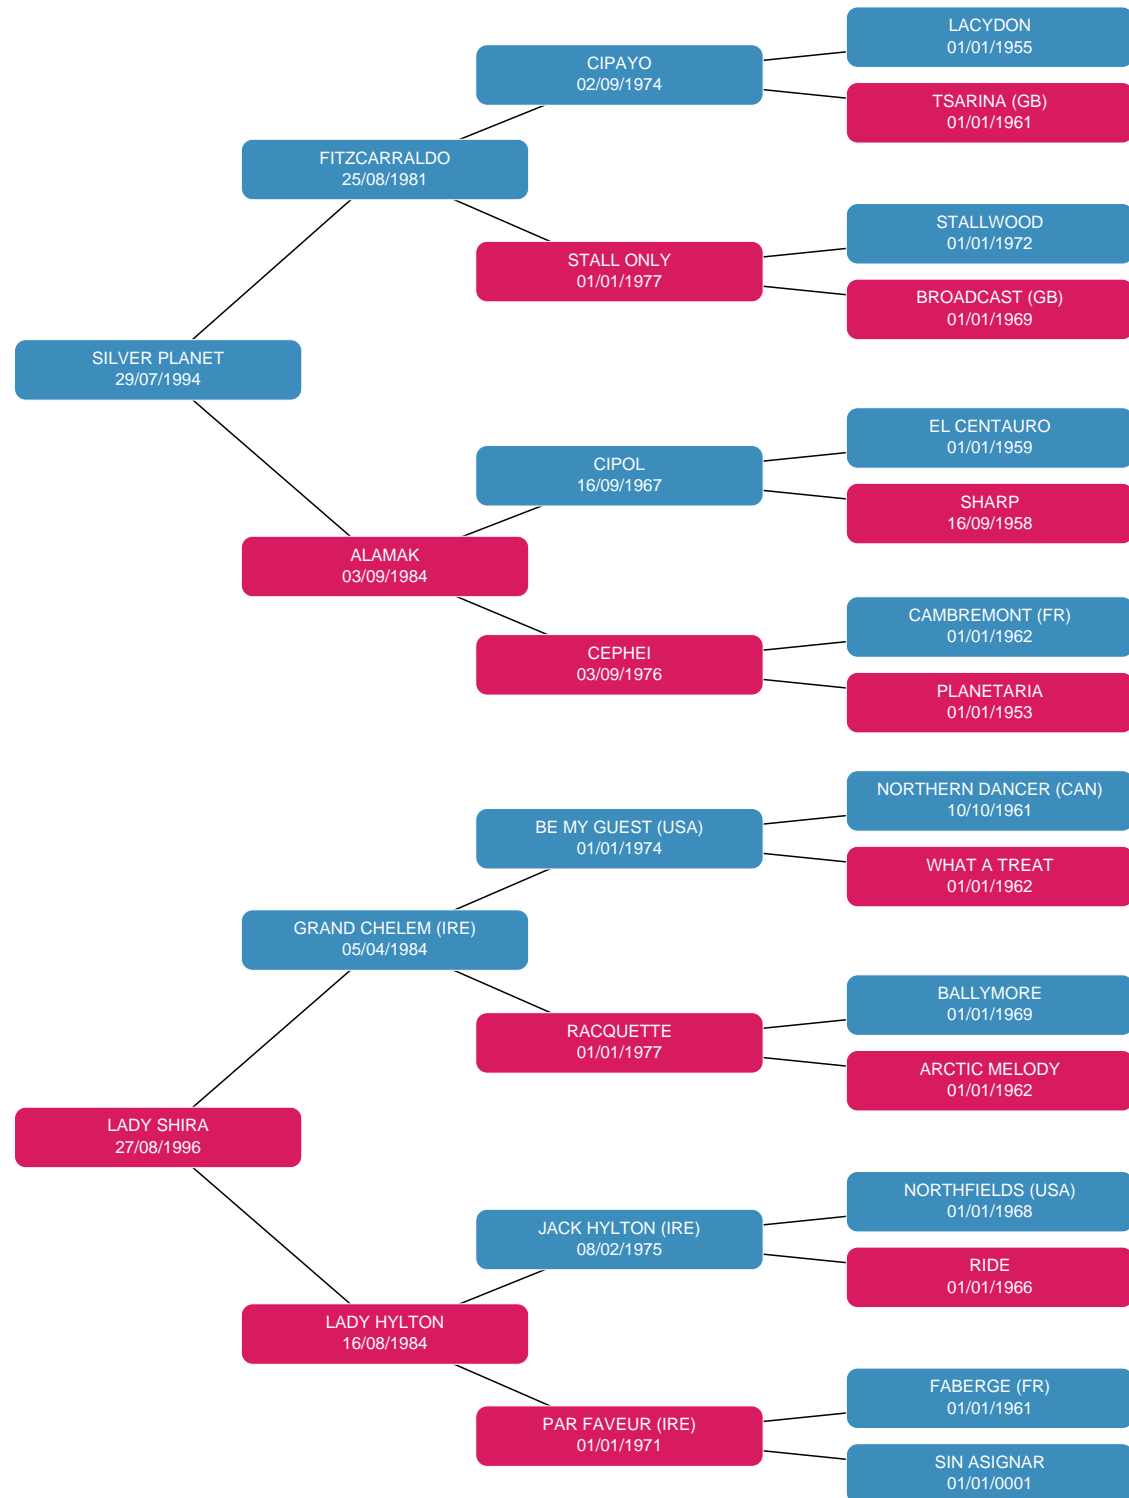 LACYDON
01/01/1955
CIPAYO
02/09/1974
TSARINA (GB)
01/01/1961
FITZCARRALDO
25/08/1981
STALLWOOD
01/01/1972
STALL ONLY
01/01/1977
BROADCAST (GB)
01/01/1969
SILVER PLANET
29/07/1994
EL CENTAURO
01/01/1959
CIPOL
16/09/1967
SHARP
16/09/1958
ALAMAK
03/09/1984
CAMBREMONT (FR)
01/01/1962
CEPHEI
03/09/1976
PLANETARIA
01/01/1953
NORTHERN DANCER (CAN)
10/10/1961
BE MY GUEST (USA)
01/01/1974
WHAT A TREAT
01/01/1962
GRAND CHELEM (IRE)
05/04/1984
BALLYMORE
01/01/1969
RACQUETTE
01/01/1977
ARCTIC MELODY
01/01/1962
LADY SHIRA
27/08/1996
NORTHFIELDS (USA)
01/01/1968
JACK HYLTON (IRE)
08/02/1975
RIDE
01/01/1966
LADY HYLTON
16/08/1984
FABERGE (FR)
01/01/1961
PAR FAVEUR (IRE)
01/01/1971
SIN ASIGNAR
01/01/0001